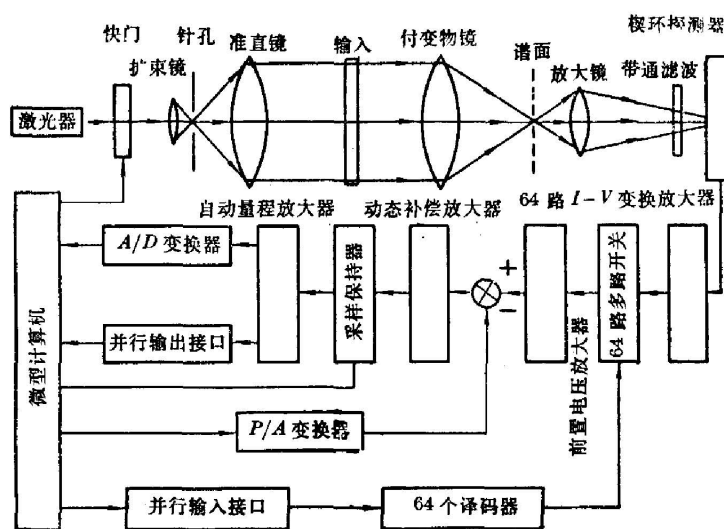 快门
针孔
准直镜
输入
付变物镜
谱面
楔环探测器
扩束镜
放大镜
带通滤波
激光器
自动量程放大器
动态补偿放大器
64 路 I-V 变换放大器
A/D 变换器
采样保持器
+
−
前置电压放大器
64 路多路开关
微型计算机
并行输出接口
P/A 变换器
并行输入接口
64个译码器